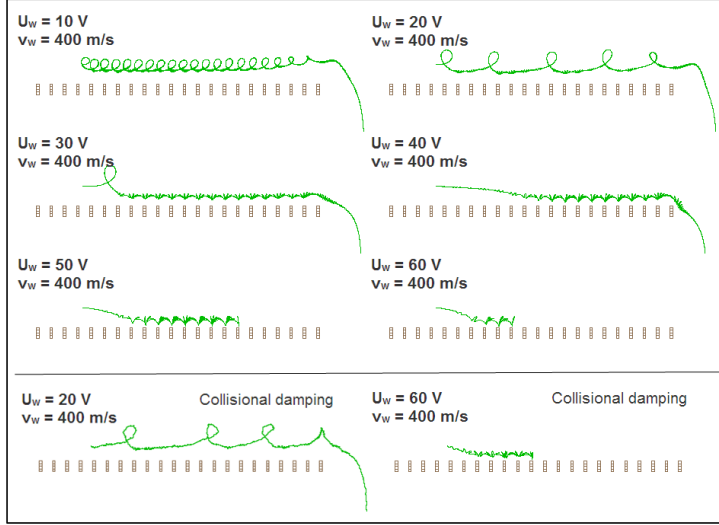 Uw = 10 V
vw = 400 m/s
Uw = 20 V
vw = 400 m/s
Uw = 30 V
vw = 400 m/s
Uw = 40 V
vw = 400 m/s
Uw = 50 V
vw = 400 m/s
Uw = 60 V
vw = 400 m/s
Uw = 20 V Collisional damping
vw = 400 m/s
Uw = 60 V Collisional damping
vw = 400 m/s